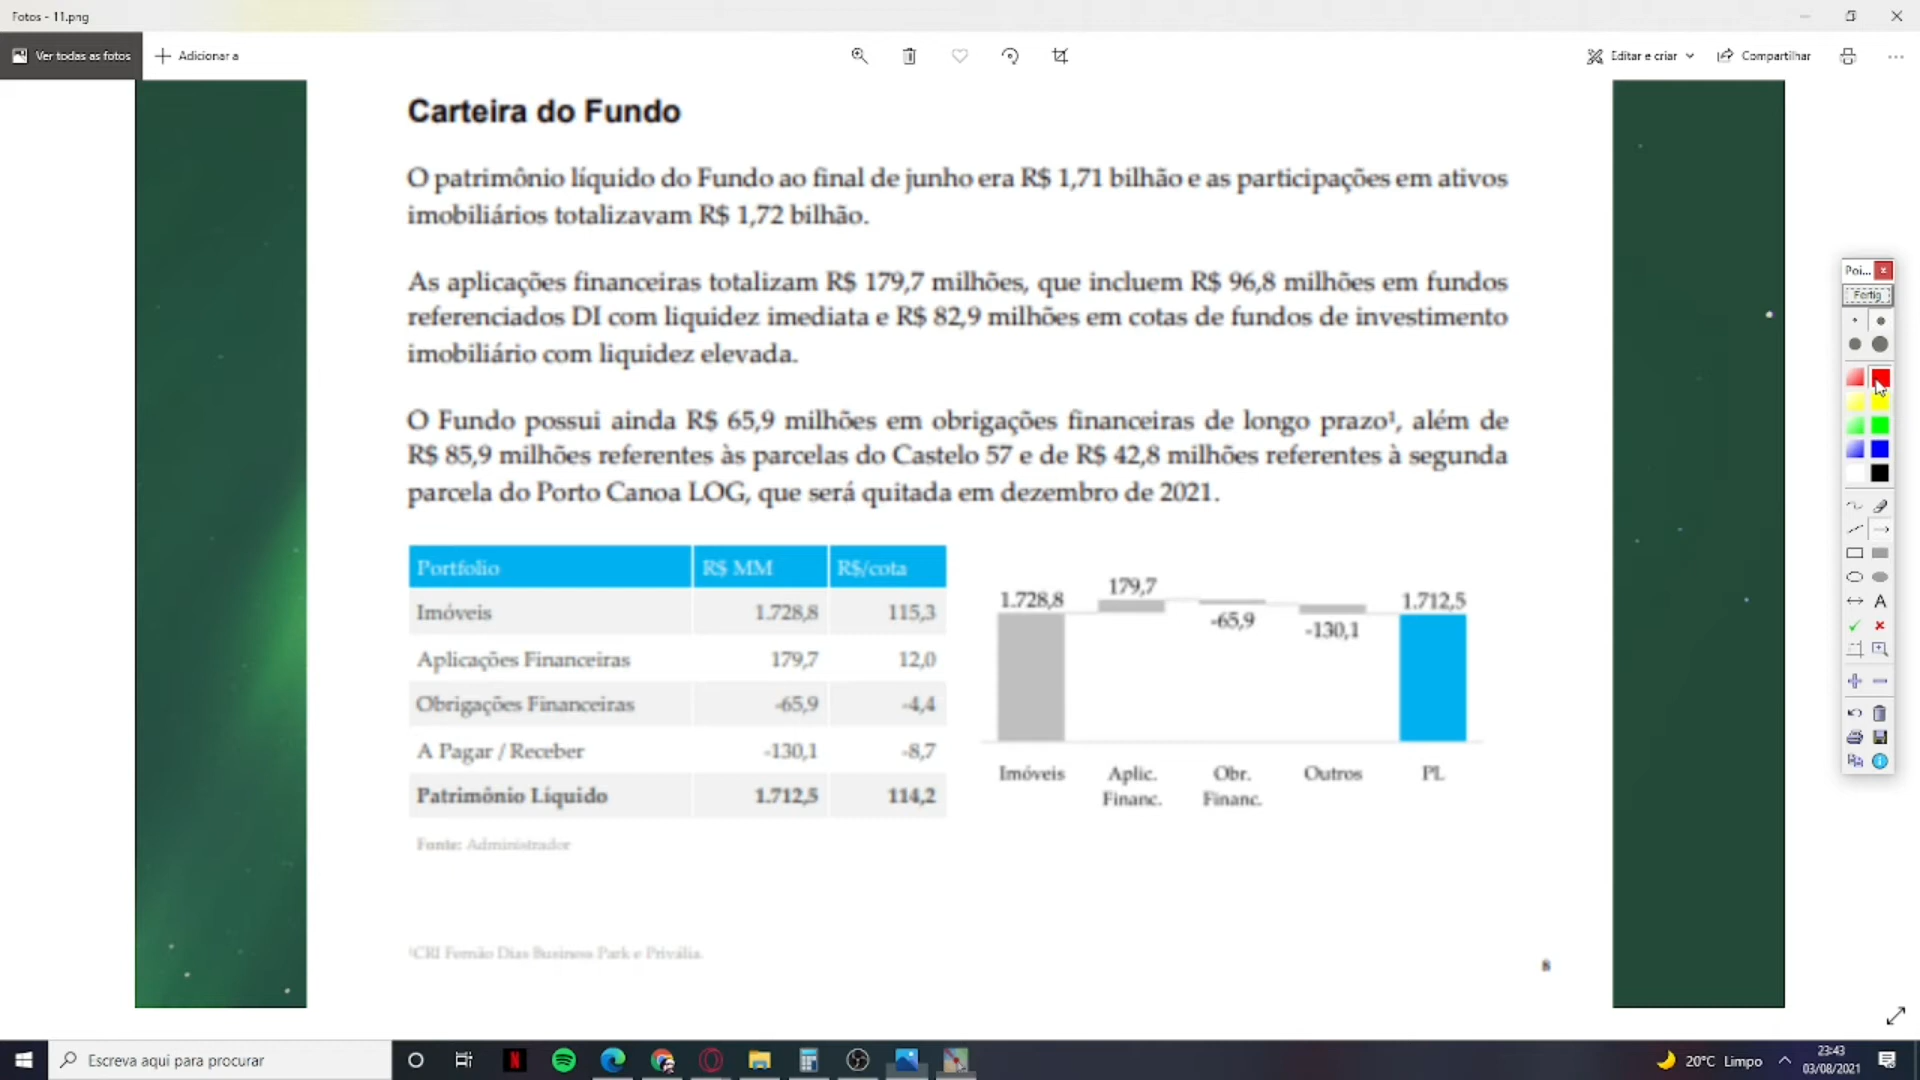 Fotos - 11.png
Ver todas as fotos
Adicionar a
Editar e criar
Compartilhar
Carteira do Fundo
O patrimônio líquido do Fundo ao final de junho era R$ 1,71 bilhão e as participações em ativos
imobiliários totalizavam R$ 1,72 bilhão.
As aplicações financeiras totalizam R$ 179,7 milhões, que incluem R$ 96,8 milhões em fundos
referenciados DI com liquidez imediata e R$ 82,9 milhões em cotas de fundos de investimento
imobiliário com liquidez elevada.
O Fundo possui ainda R$ 65,9 milhões em obrigações financeiras de longo prazo¹, além de
R$ 85,9 milhões referentes às parcelas do Castelo 57 e de R$ 42,8 milhões referentes à segunda
parcela do Porto Canoa LOG, que será quitada em dezembro de 2021.
Portfolio R$ MM R$/cota
Imóveis 1.728,8 115,3
Aplicações Financeiras 179,7 12,0
Obrigações Financeiras -65,9 -4,4
A Pagar / Receber -130,1 -8,7
Patrimônio Líquido 1.712,5 114,2
Fonte: Administrador
1.728,8 179,7 -65,9 -130,1 1.712,5
Imóveis Aplic. Financ. Obr. Financ. Outros PL
¹CRI Fernão Dias Business Park e Privália.
8
Poi...
Fertig
A
Escreva aqui para procurar
20°C Limpo
23:43
03/08/2021